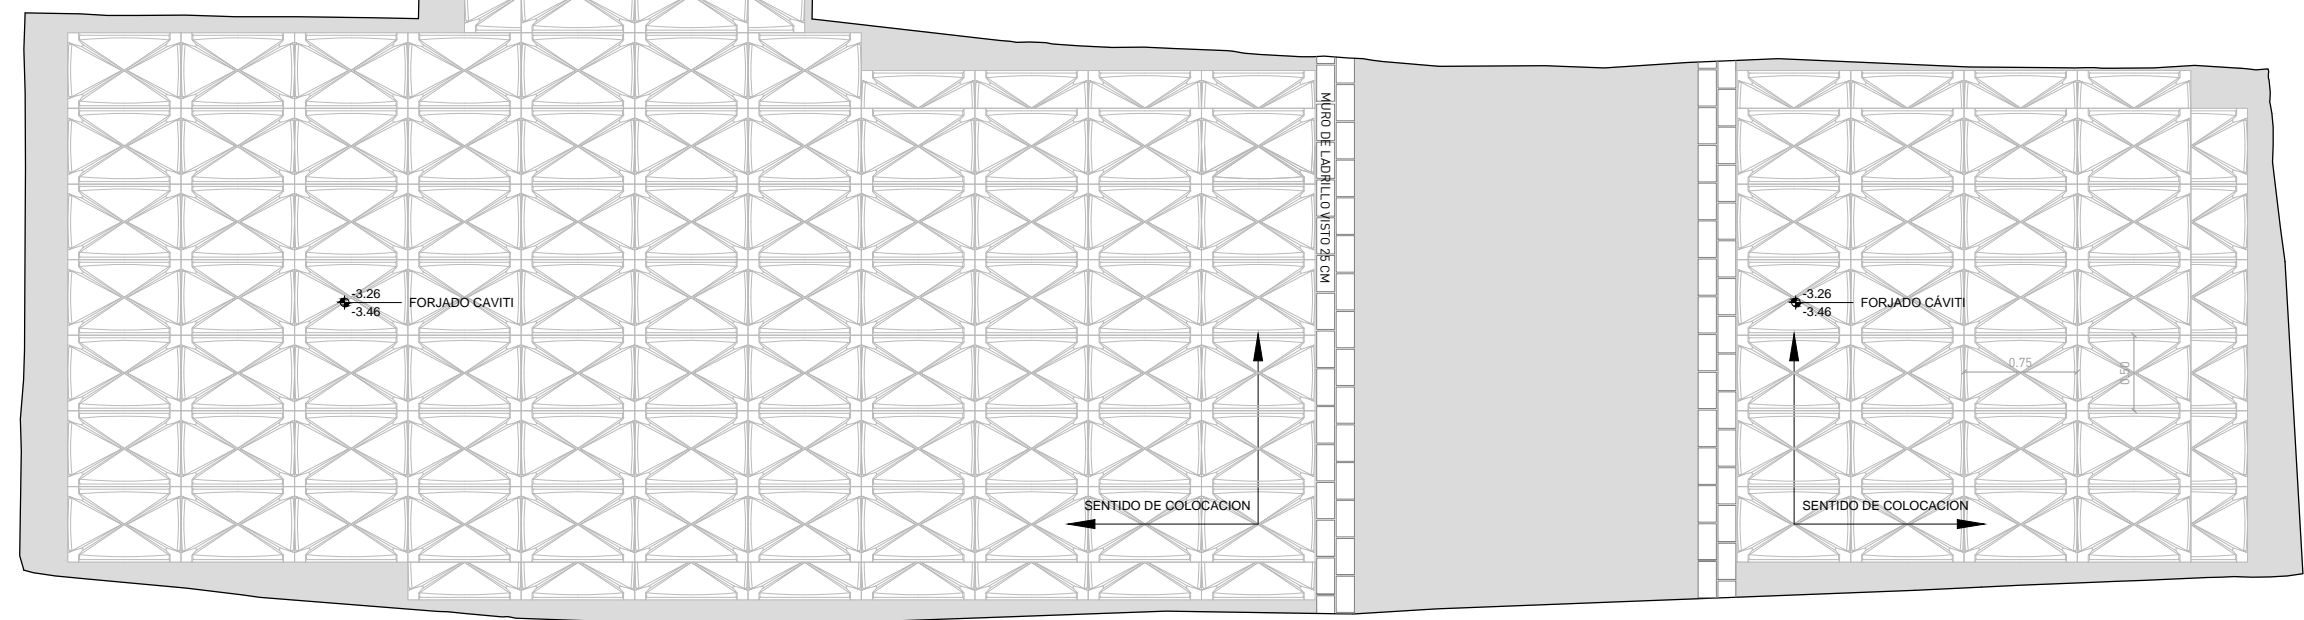 MURO DE LADRILLO VISTO 25 CM
-3.26
-3.46
FORJADO CAVITI
-3.26
-3.46
FORJADO CÁVITI
0.75
0.50
SENTIDO DE COLOCACION
SENTIDO DE COLOCACION